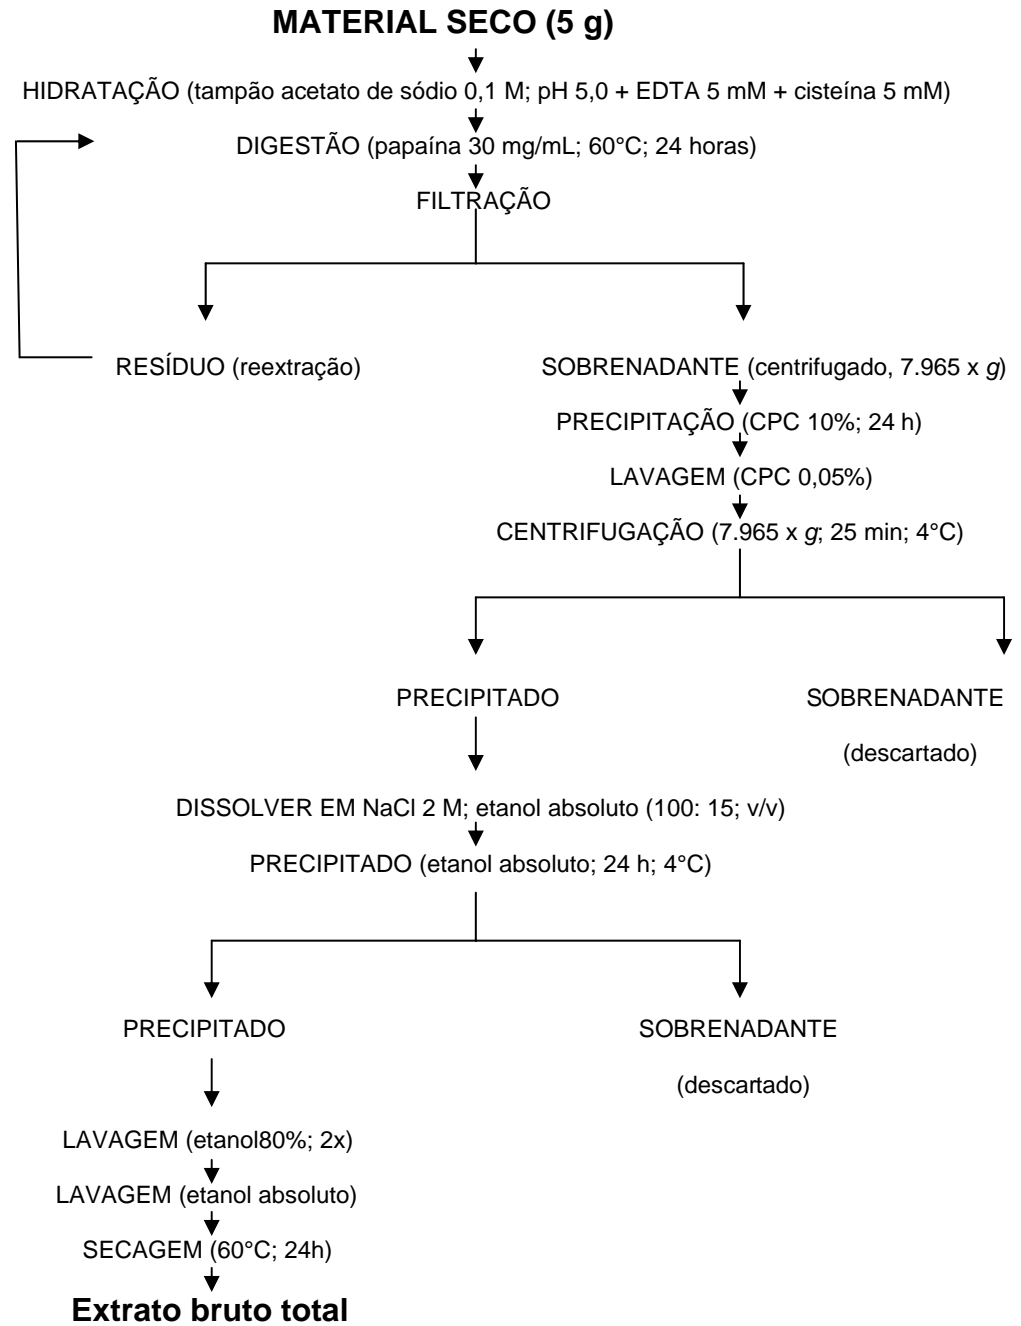 MATERIAL SECO (5 g)
HIDRATAÇÃO (tampão acetato de sódio 0,1 M; pH 5,0 + EDTA 5 mM + cisteína 5 mM)
DIGESTÃO (papaína 30 mg/mL; 60°C; 24 horas)
FILTRAÇÃO
RESÍDUO (reextração)
SOBRENADANTE (centrifugado, 7.965 x g)
PRECIPITAÇÃO (CPC 10%; 24 h)
LAVAGEM (CPC 0,05%)
CENTRIFUGAÇÃO (7.965 x g; 25 min; 4°C)
PRECIPITADO
SOBRENADANTE
(descartado)
DISSOLVER EM NaCl 2 M; etanol absoluto (100: 15; v/v)
PRECIPITADO (etanol absoluto; 24 h; 4°C)
PRECIPITADO
SOBRENADANTE
(descartado)
LAVAGEM (etanol80%; 2x)
LAVAGEM (etanol absoluto)
SECAGEM (60°C; 24h)
Extrato bruto total